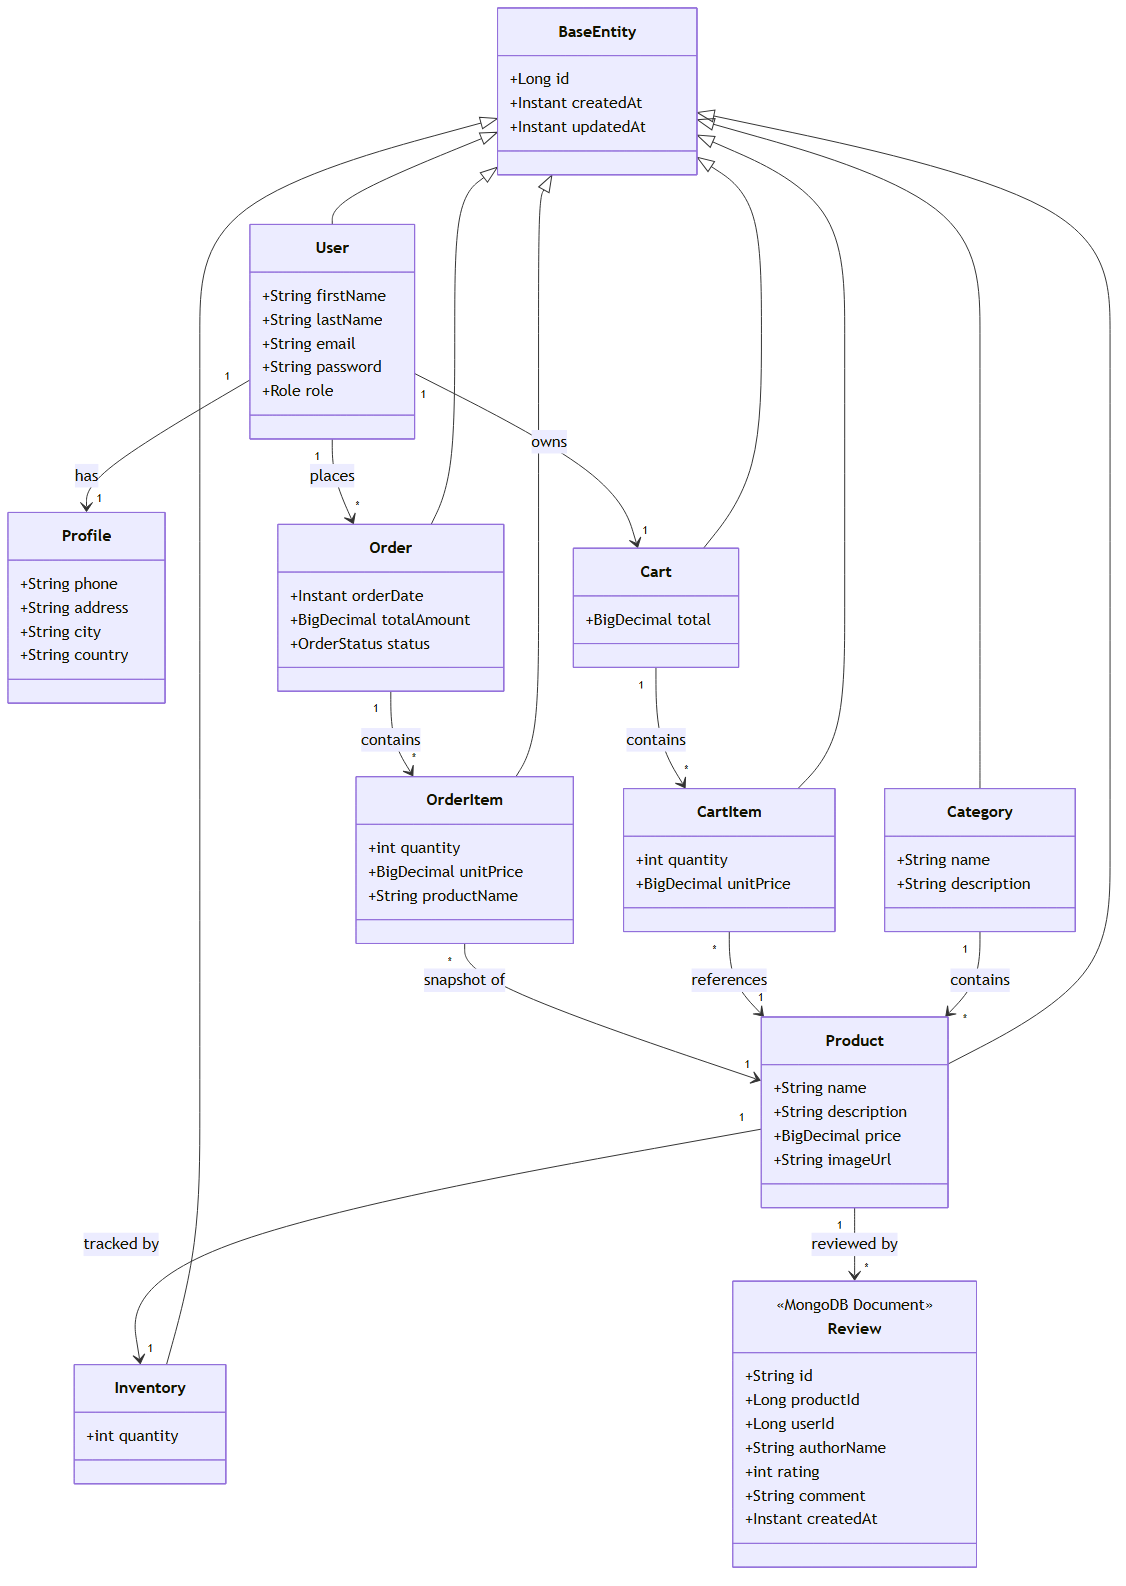 BaseEntity
+Long id
+Instant createdAt
+Instant updatedAt
User
+String firstName
+String lastName
+String email
+String password
+Role role
1
1
1
has
places
owns
1
*
1
Profile
+String phone
+String address
+String city
+String country
Order
+Instant orderDate
+BigDecimal totalAmount
+OrderStatus status
Cart
+BigDecimal total
1
1
contains
contains
*
*
OrderItem
+int quantity
+BigDecimal unitPrice
+String productName
CartItem
+int quantity
+BigDecimal unitPrice
Category
+String name
+String description
*
*
1
snapshot of
references
contains
1
*
1
Product
+String name
+String description
+BigDecimal price
+String imageUrl
1
1
tracked by
reviewed by
1
*
Inventory
+int quantity
«MongoDB Document»
Review
+String id
+Long productId
+Long userId
+String authorName
+int rating
+String comment
+Instant createdAt